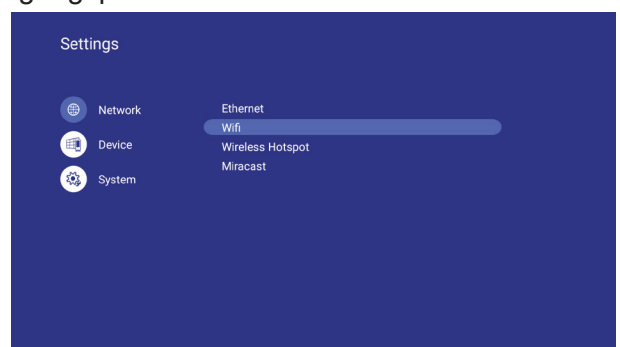 Settings
Network
Device
System
Ethernet
Wifi
Wireless Hotspot
Miracast